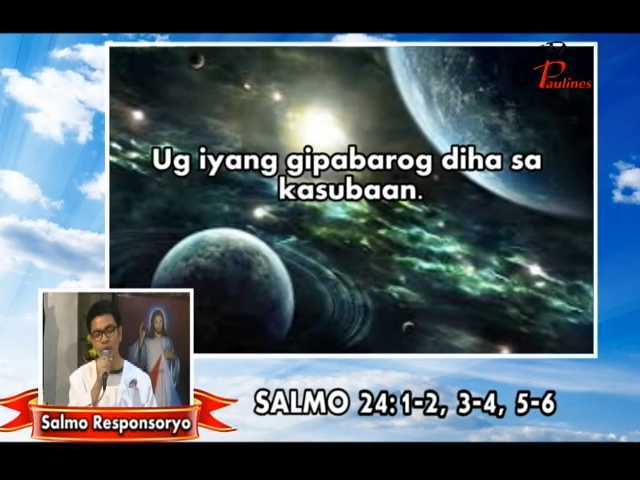 Paulines
Ug iyang gipabarog diha sa
kasubaan.
SALMO 24:1-2, 3-4, 5-6
Salmo Responsoryo